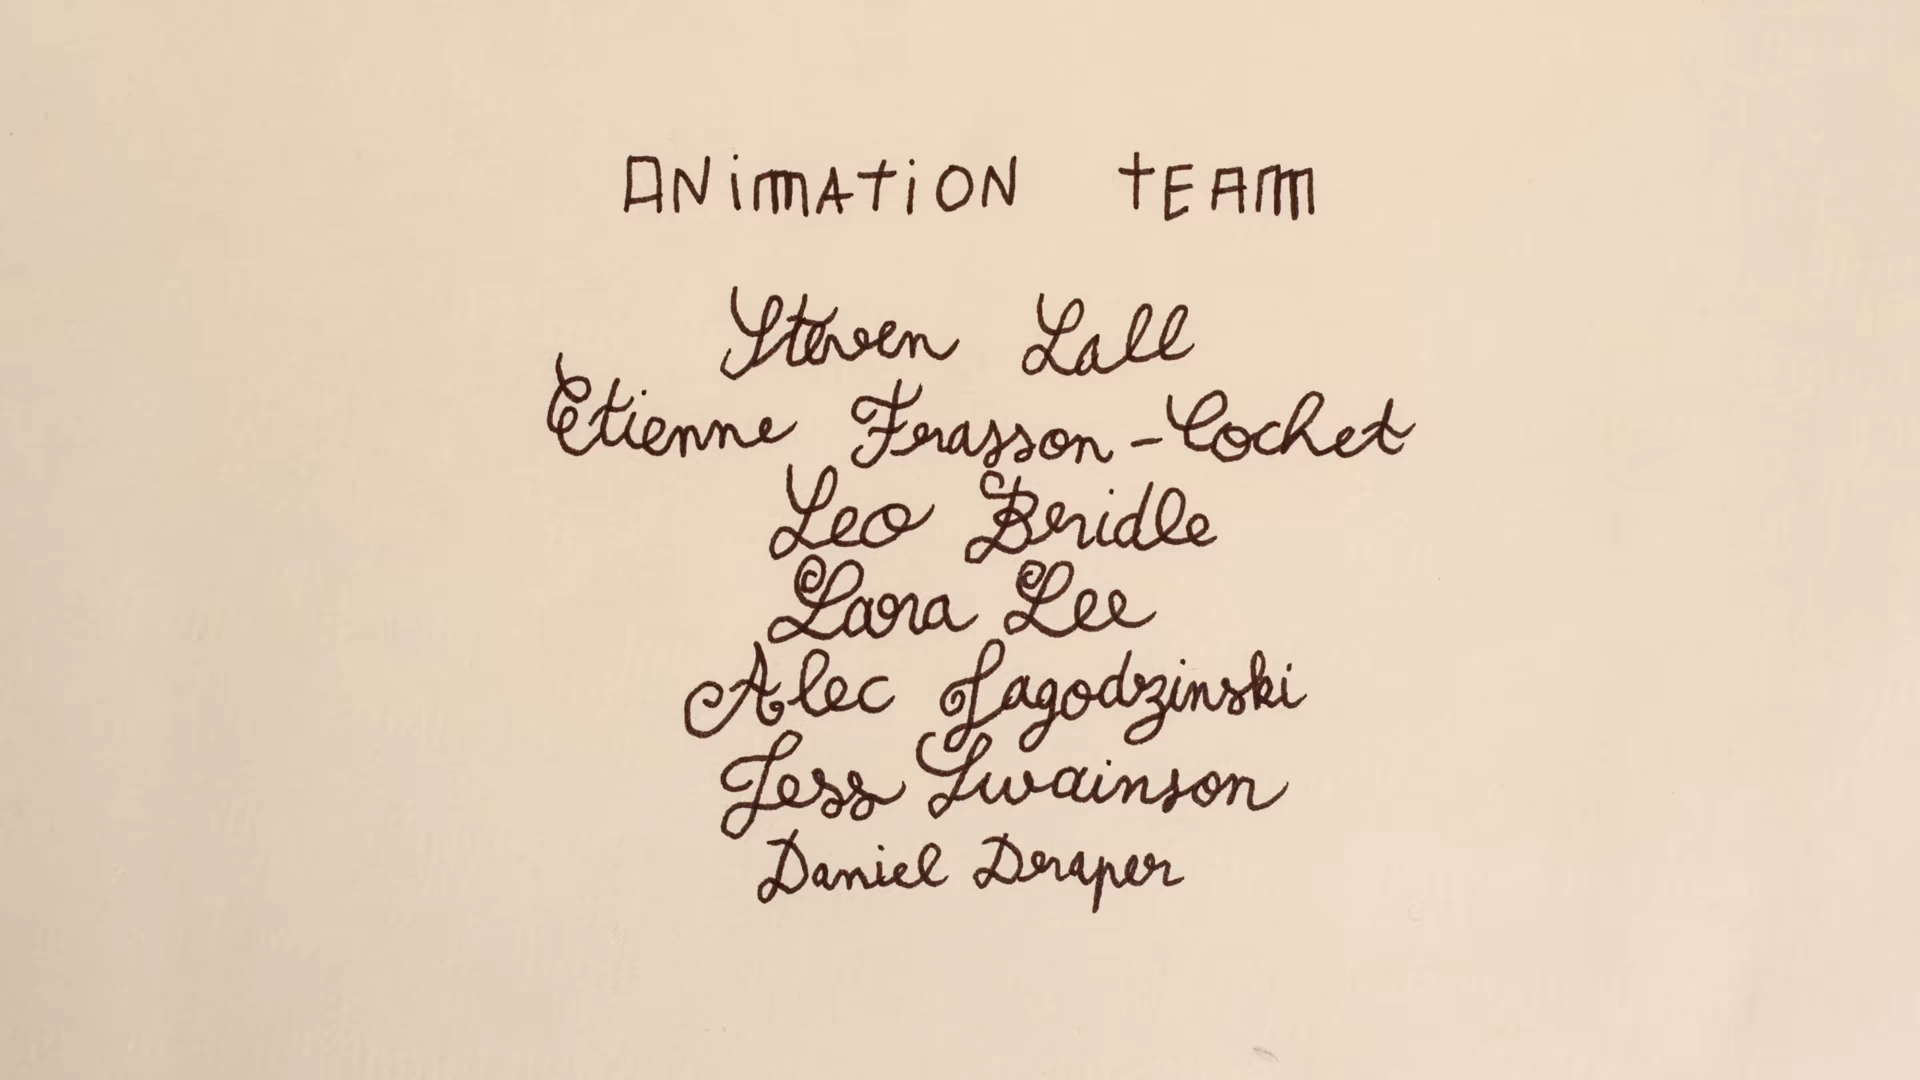 ANiMATiON TEAM
Steven Lall
Etienne Frasson-Cochet
Leo Bridle
Lara Lee
Alec Jagodzinski
Jess Swainson
Daniel Draper